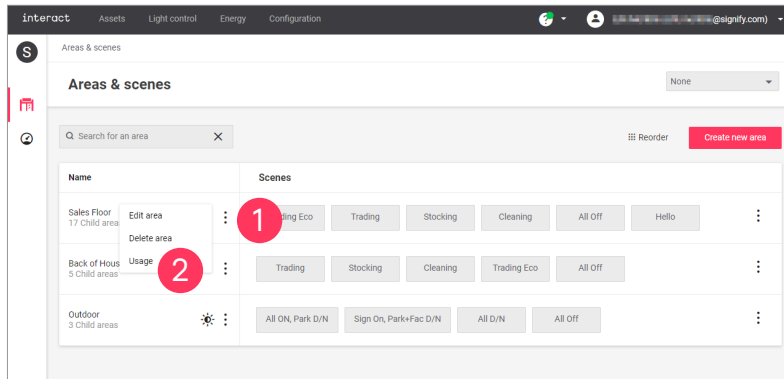 interact Assets Light control Energy Configuration ? @signify.com)
S Areas & scenes
Areas & scenes None
Search for an area Reorder Create new area
Name Scenes
Sales Floor
17 Child areas
Edit area
Delete area
Usage
1
2
ding Eco Trading Stocking Cleaning All Off Hello
Back of Hous
5 Child areas
Trading Stocking Cleaning Trading Eco All Off
Outdoor
3 Child areas
All ON, Park D/N Sign On, Park+Fac D/N All D/N All Off